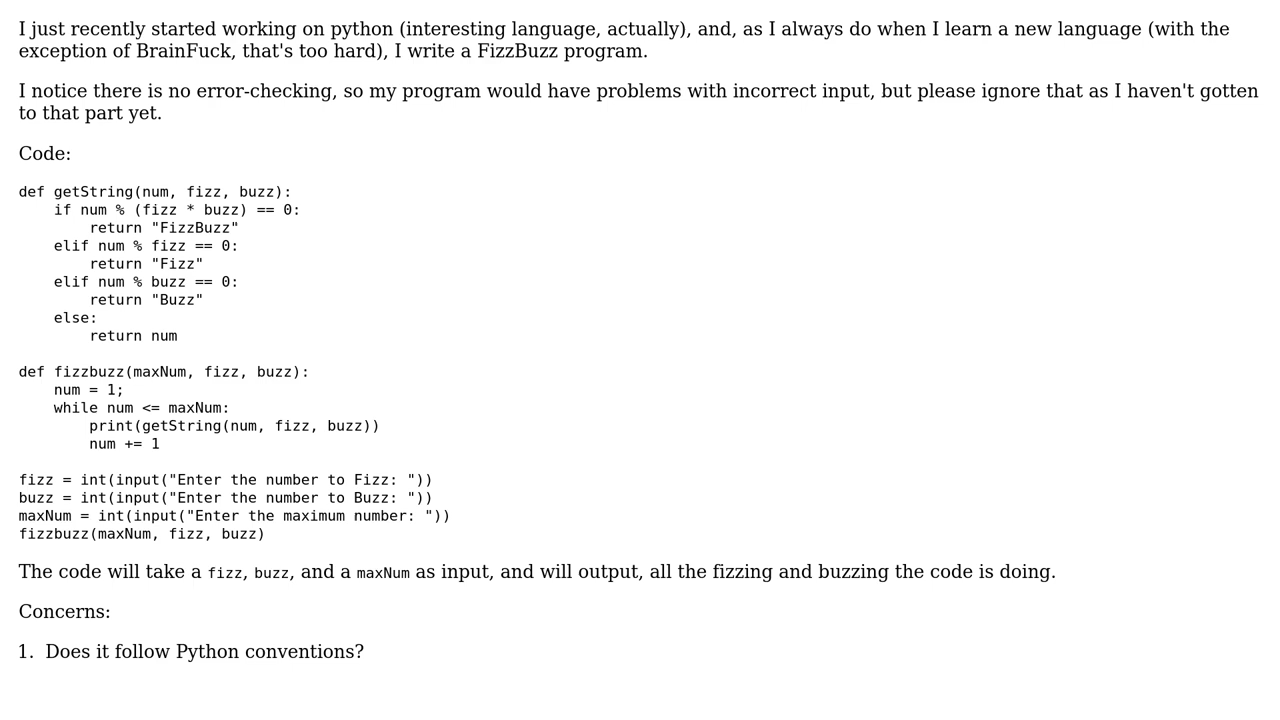 I just recently started working on python (interesting language, actually), and, as I always do when I learn a new language (with the
exception of BrainFuck, that's too hard), I write a FizzBuzz program.
I notice there is no error-checking, so my program would have problems with incorrect input, but please ignore that as I haven't gotten
to that part yet.
Code:
def getString(num, fizz, buzz):
    if num % (fizz * buzz) == 0:
        return "FizzBuzz"
    elif num % fizz == 0:
        return "Fizz"
    elif num % buzz == 0:
        return "Buzz"
    else:
        return num

def fizzbuzz(maxNum, fizz, buzz):
    num = 1;
    while num <= maxNum:
        print(getString(num, fizz, buzz))
        num += 1

fizz = int(input("Enter the number to Fizz: "))
buzz = int(input("Enter the number to Buzz: "))
maxNum = int(input("Enter the maximum number: "))
fizzbuzz(maxNum, fizz, buzz)
The code will take a fizz, buzz, and a maxNum as input, and will output, all the fizzing and buzzing the code is doing.
Concerns:
1. Does it follow Python conventions?